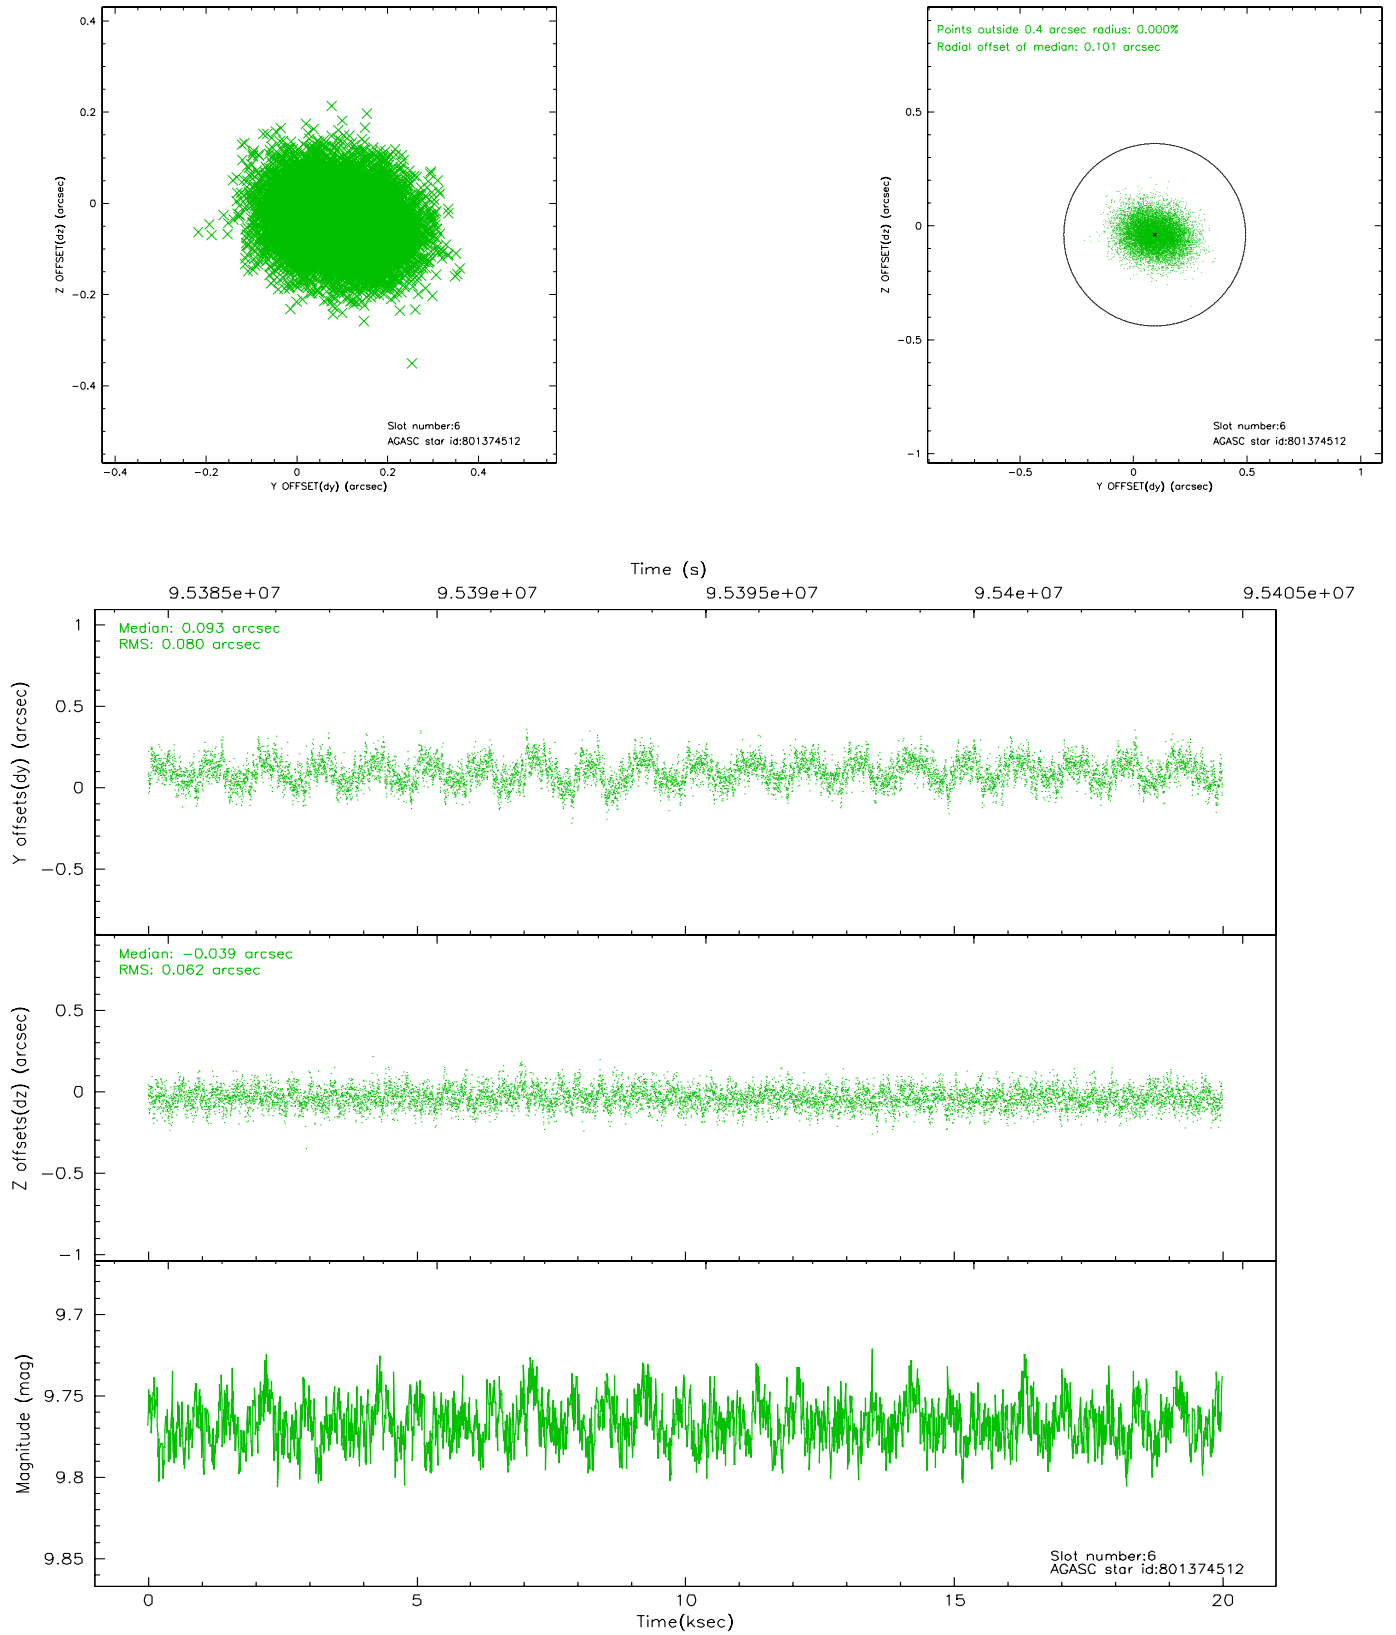 0.4
0.2
0
−0.2
−0.4
Z OFFSET(dz) (arcsec)
Slot number:6
AGASC star id:801374512
−0.4
−0.2
0
0.2
0.4
Y OFFSET(dy) (arcsec)
Points outside 0.4 arcsec radius: 0.000%
Radial offset of median: 0.101 arcsec
0.5
0
−0.5
−1
Z OFFSET(dz) (arcsec)
Slot number:6
AGASC star id:801374512
−0.5
0
0.5
1
Y OFFSET(dy) (arcsec)
Time (s)
9.5385e+07
9.539e+07
9.5395e+07
9.54e+07
9.5405e+07
Median: 0.093 arcsec
RMS: 0.080 arcsec
1
0.5
0
−0.5
Y offsets(dy) (arcsec)
Median: −0.039 arcsec
RMS: 0.062 arcsec
0.5
0
−0.5
−1
Z offsets(dz) (arcsec)
9.7
9.75
9.8
9.85
Magnitude (mag)
Slot number:6
AGASC star id:801374512
0
5
10
15
20
Time(ksec)